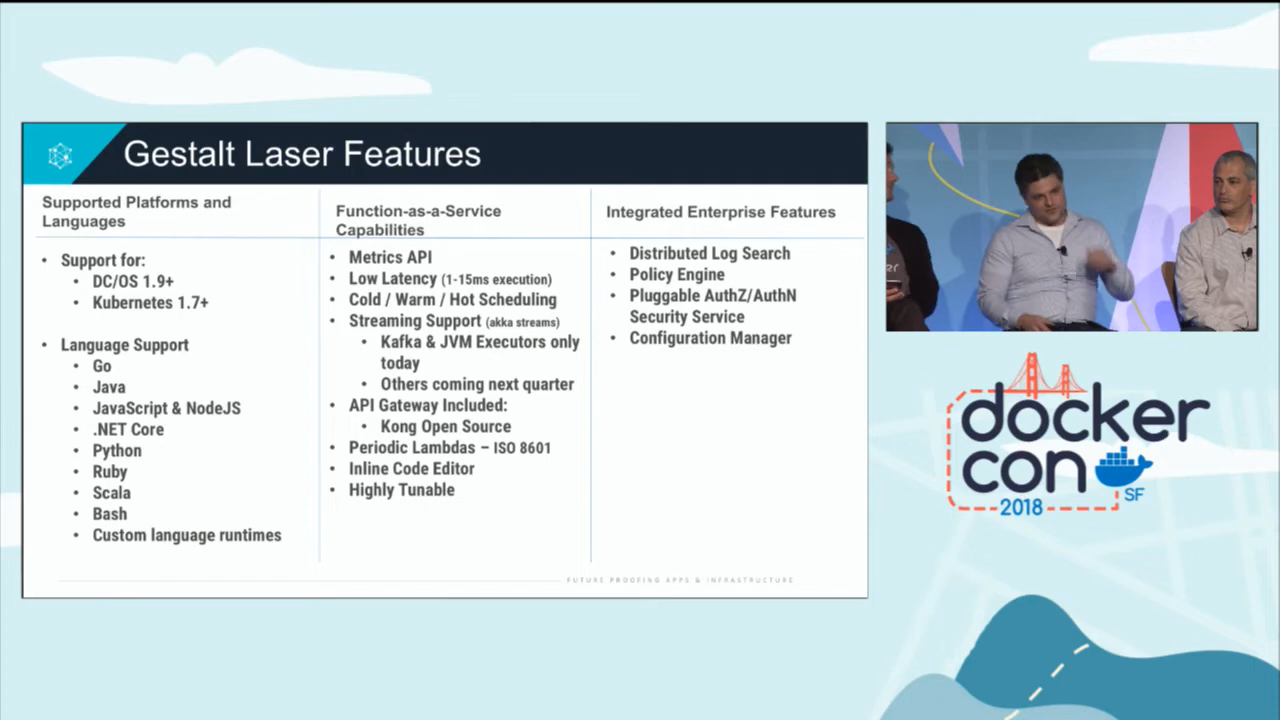 Gestalt Laser Features
Supported Platforms and
Languages
• Support for:
• DC/OS 1.9+
• Kubernetes 1.7+
• Language Support
• Go
• Java
• JavaScript & NodeJS
• .NET Core
• Python
• Ruby
• Scala
• Bash
• Custom language runtimes
Function-as-a-Service
Capabilities
• Metrics API
• Low Latency (1-15ms execution)
• Cold / Warm / Hot Scheduling
• Streaming Support (akka streams)
• Kafka & JVM Executors only
today
• Others coming next quarter
• API Gateway Included:
• Kong Open Source
• Periodic Lambdas – ISO 8601
• Inline Code Editor
• Highly Tunable
Integrated Enterprise Features
• Distributed Log Search
• Policy Engine
• Pluggable AuthZ/AuthN
Security Service
• Configuration Manager
FUTURE PROOFING APPS & INFRASTRUCTURE
docker
con
SF
2018